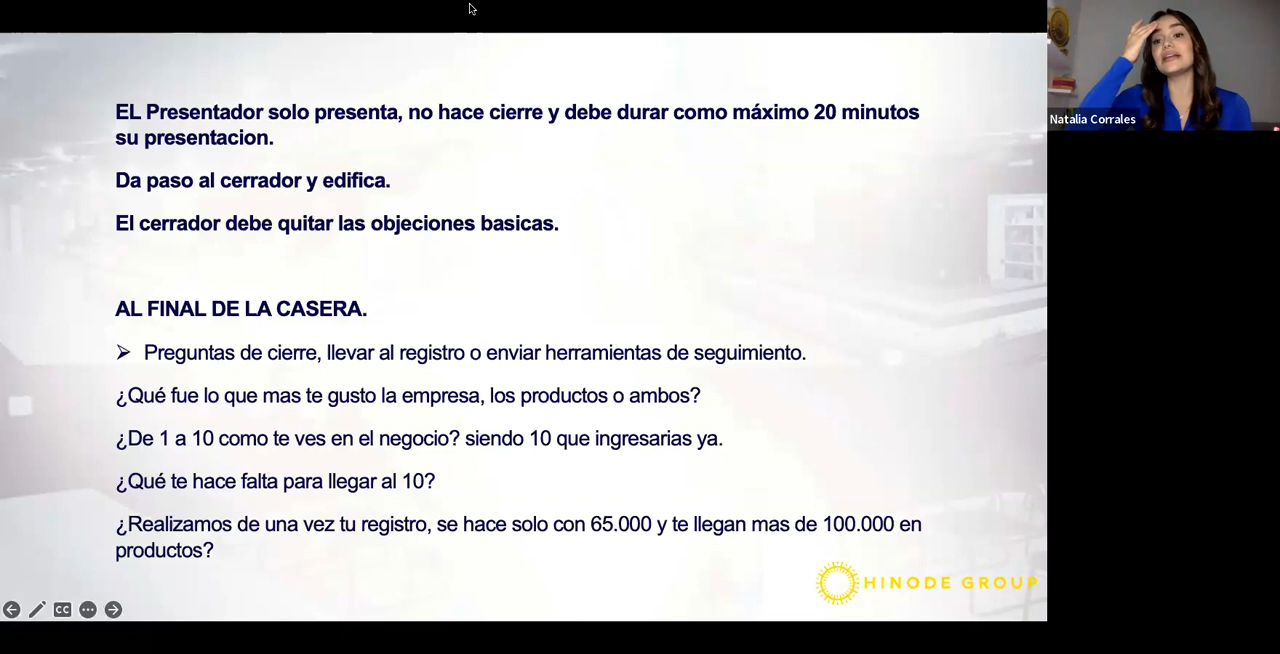 EL Presentador solo presenta, no hace cierre y debe durar como máximo 20 minutos
su presentacion.
Da paso al cerrador y edifica.
El cerrador debe quitar las objeciones basicas.
AL FINAL DE LA CASERA.
➢ Preguntas de cierre, llevar al registro o enviar herramientas de seguimiento.
¿Qué fue lo que mas te gusto la empresa, los productos o ambos?
¿De 1 a 10 como te ves en el negocio? siendo 10 que ingresarias ya.
¿Qué te hace falta para llegar al 10?
¿Realizamos de una vez tu registro, se hace solo con 65.000 y te llegan mas de 100.000 en
productos?
HINODE GROUP
CC
Natalia Corrales